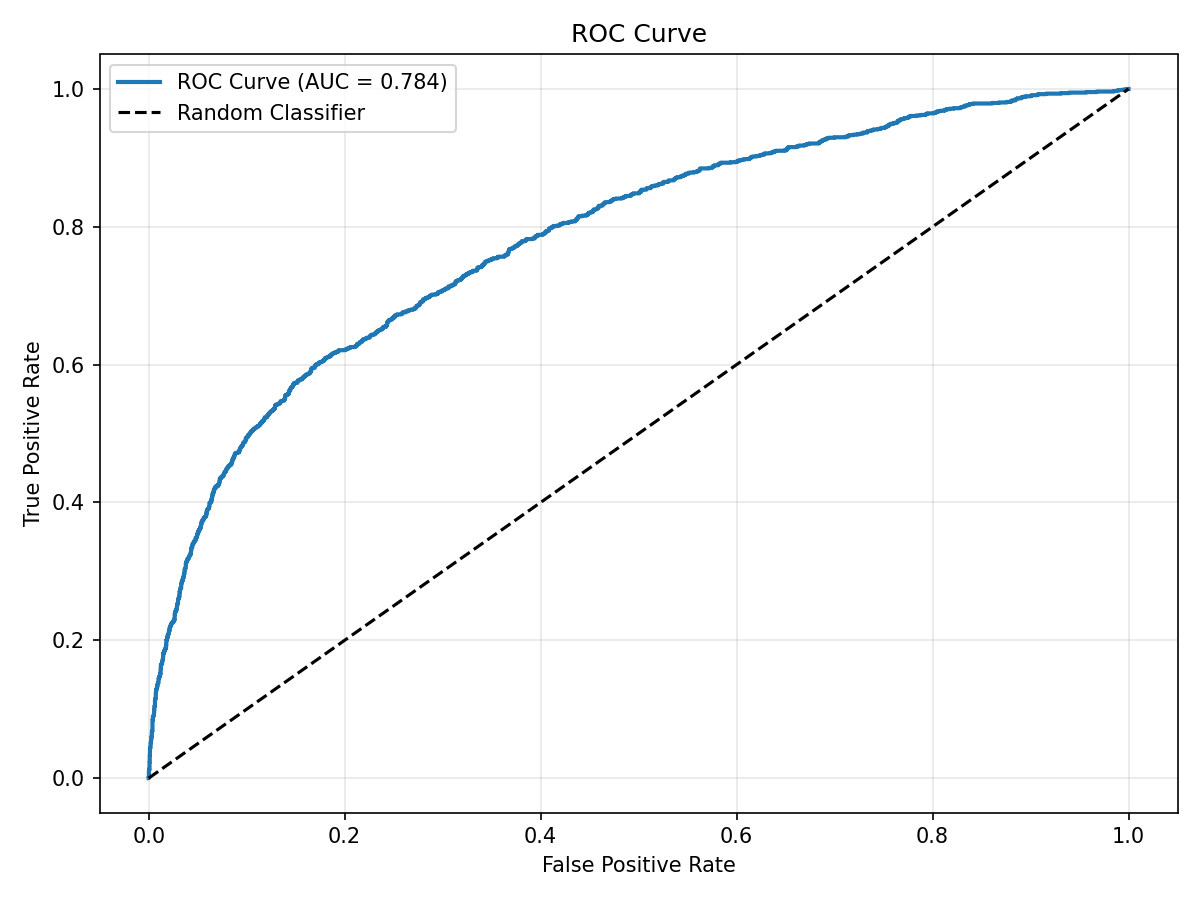 ROC Curve
ROC Curve (AUC = 0.784)
Random Classifier
True Positive Rate
1.0
0.8
0.6
0.4
0.2
0.0
0.0 0.2 0.4 0.6 0.8 1.0
False Positive Rate